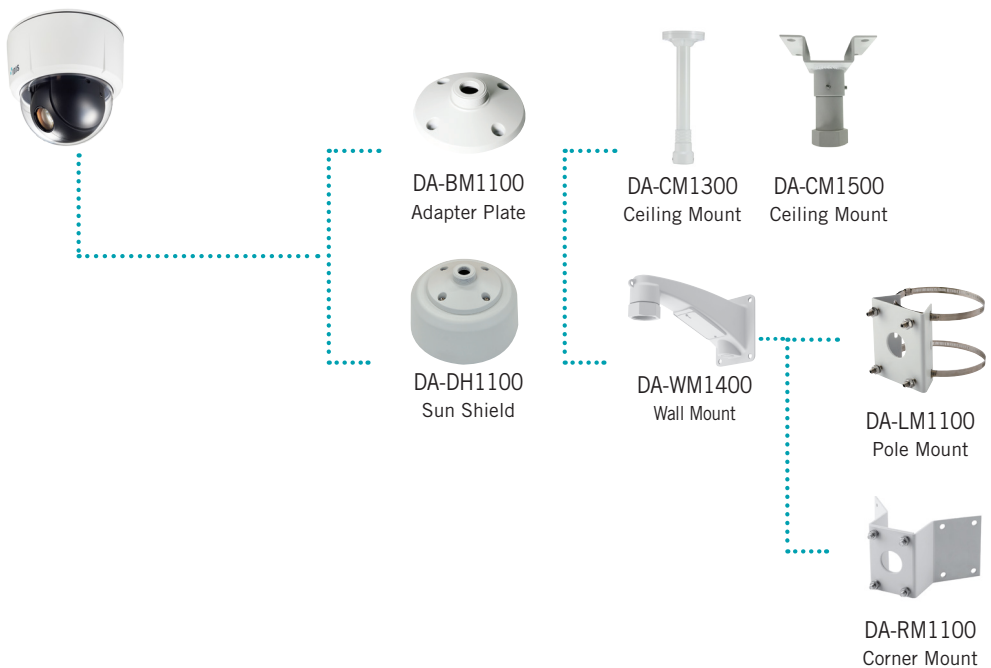 DA-BM1100
Adapter Plate
DA-CM1300
Ceiling Mount
DA-CM1500
Ceiling Mount
DA-DH1100
Sun Shield
DA-WM1400
Wall Mount
DA-LM1100
Pole Mount
DA-RM1100
Corner Mount